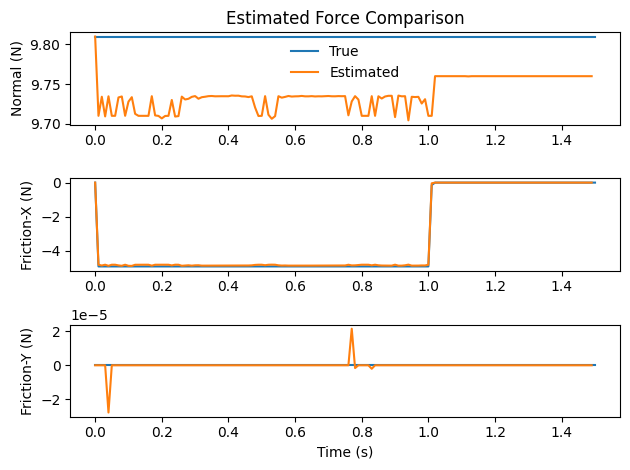 Estimated Force Comparison
Normal (N)
9.80
9.75
9.70
True
Estimated
0.0 0.2 0.4 0.6 0.8 1.0 1.2 1.4
Friction-X (N)
0
−2
−4
0.0 0.2 0.4 0.6 0.8 1.0 1.2 1.4
1e−5
Friction-Y (N)
2
0
−2
0.0 0.2 0.4 0.6 0.8 1.0 1.2 1.4
Time (s)